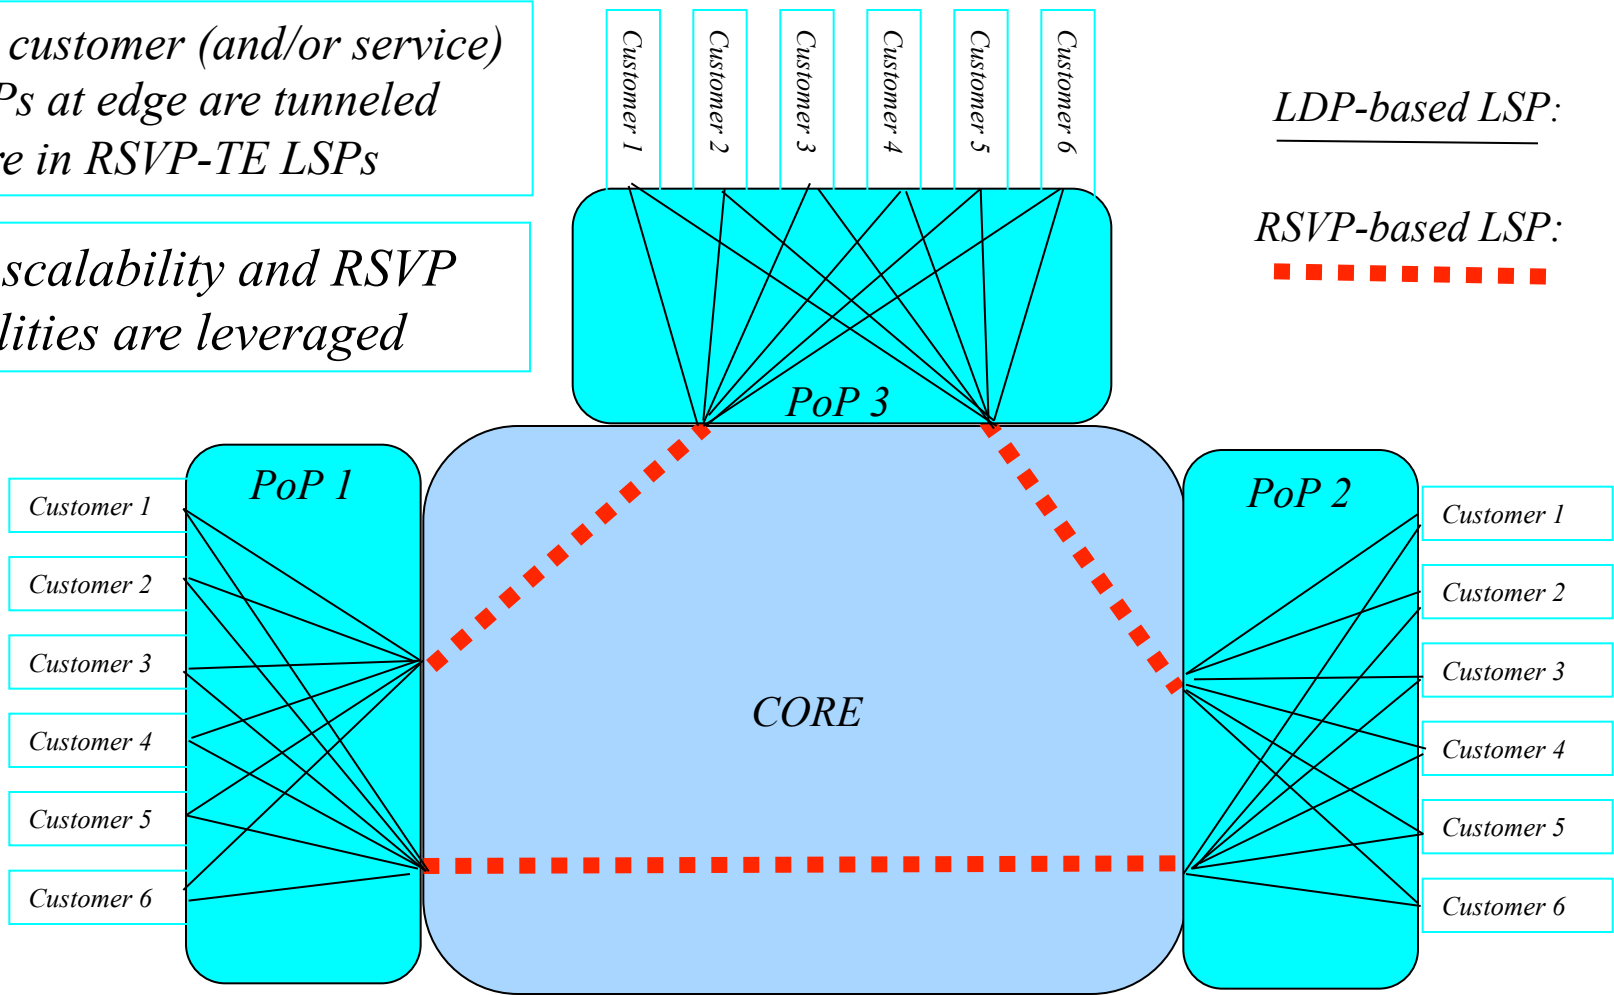 customer (and/or service)
Ps at edge are tunneled
re in RSVP-TE LSPs
scalability and RSVP
lities are leveraged
Customer 1
Customer 2
Customer 3
Customer 4
Customer 5
Customer 6
LDP-based LSP:
RSVP-based LSP:
PoP 3
PoP 1
PoP 2
CORE
Customer 1
Customer 2
Customer 3
Customer 4
Customer 5
Customer 6
Customer 1
Customer 2
Customer 3
Customer 4
Customer 5
Customer 6